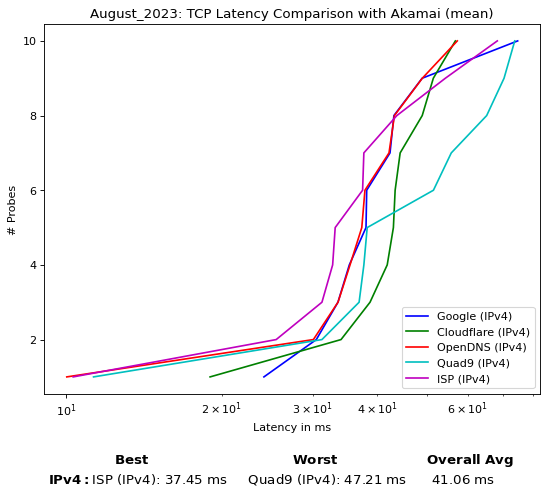 August_2023: TCP Latency Comparison with Akamai (mean)
10
8
6
4
2
# Probes
Google (IPv4)
Cloudflare (IPv4)
OpenDNS (IPv4)
Quad9 (IPv4)
ISP (IPv4)
10¹ 2 × 10¹ 3 × 10¹ 4 × 10¹ 6 × 10¹
Latency in ms
Best Worst Overall Avg
IPv4: ISP (IPv4): 37.45 ms Quad9 (IPv4): 47.21 ms 41.06 ms